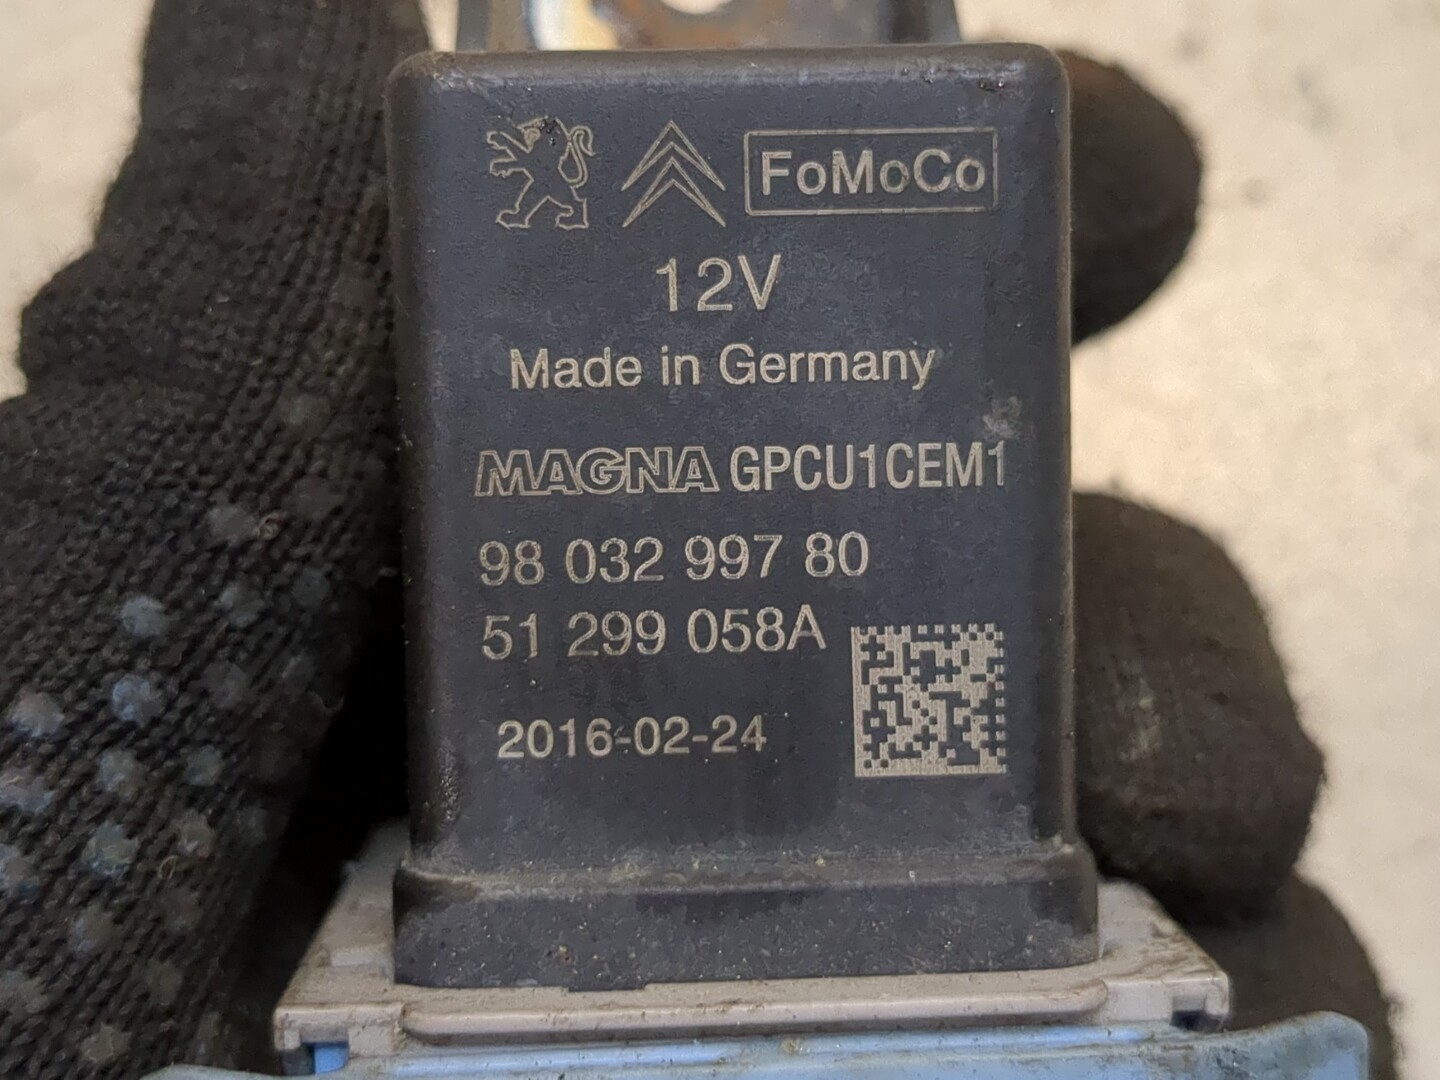 FoMoCo
12V
Made in Germany
MAGNA GPCU1CEM1
98 032 997 80
51 299 058A
2016-02-24